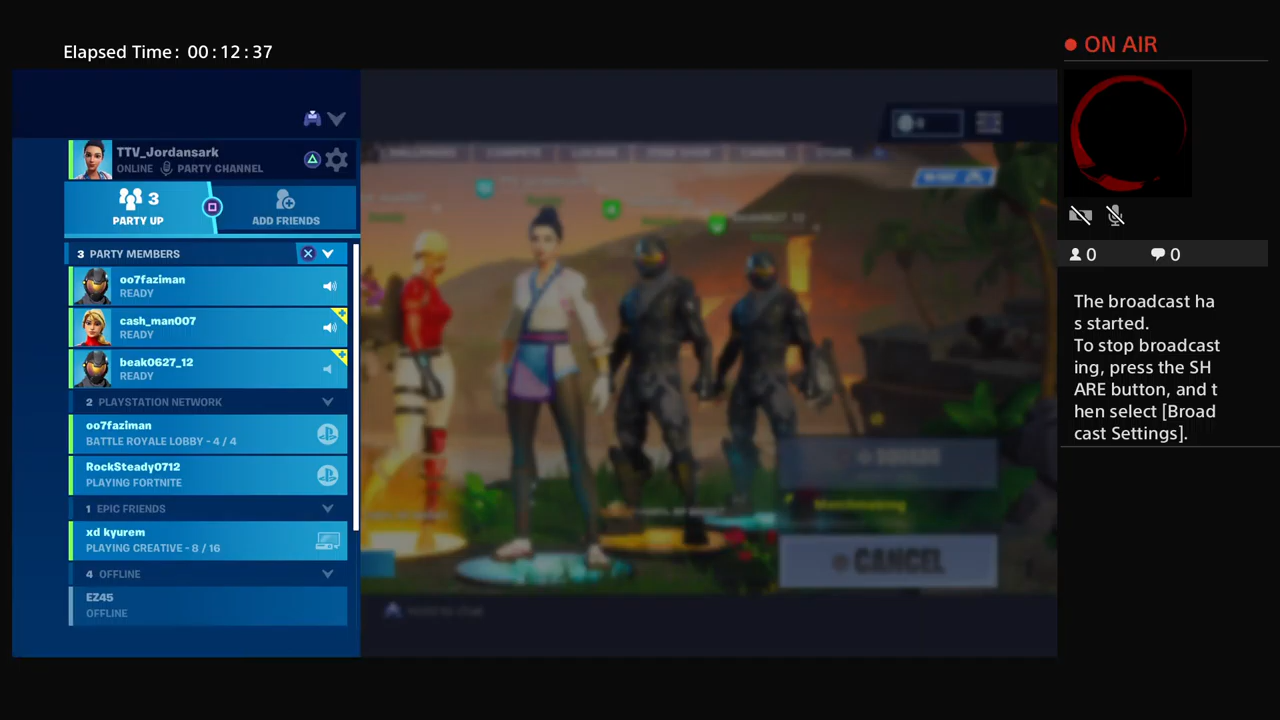 Elapsed Time: 00:12:37
ON AIR
TTV_Jordansark
ONLINE PARTY CHANNEL
3
PARTY UP
ADD FRIENDS
3 PARTY MEMBERS
oo7faziman
READY
cash_man007
READY
beak0627_12
READY
2 PLAYSTATION NETWORK
oo7faziman
BATTLE ROYALE LOBBY - 4 / 4
RockSteady0712
PLAYING FORTNITE
1 EPIC FRIENDS
xd kyurem
PLAYING CREATIVE - 8 / 16
4 OFFLINE
EZ45
OFFLINE
SQUADS
Matchmaking
CANCEL
0 0
The broadcast ha
s started.
To stop broadcast
ing, press the SH
ARE button, and t
hen select [Broad
cast Settings].